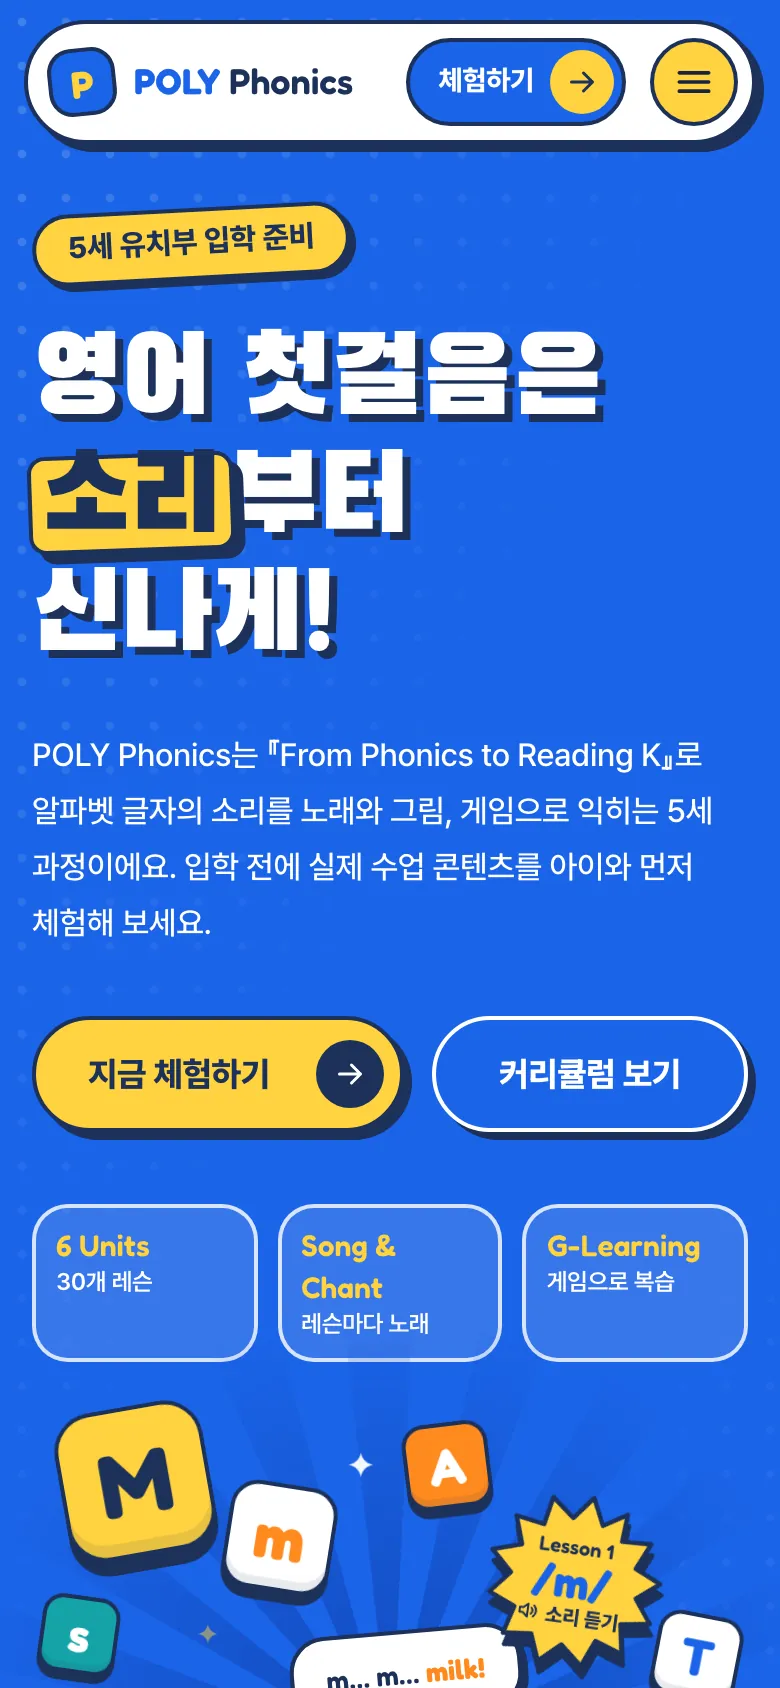 P POLY Phonics 체험하기
5세 유치부 입학 준비
영어 첫걸음은
소리부터
신나게!
POLY Phonics는 『From Phonics to Reading K』로
알파벳 글자의 소리를 노래와 그림, 게임으로 익히는 5세
과정이에요. 입학 전에 실제 수업 콘텐츠를 아이와 먼저
체험해 보세요.
지금 체험하기
커리큘럼 보기
6 Units
30개 레슨
Song &
Chant
레슨마다 노래
G-Learning
게임으로 복습
M
m
A
Lesson 1
/m/
소리 듣기
s
m... m... milk!
T